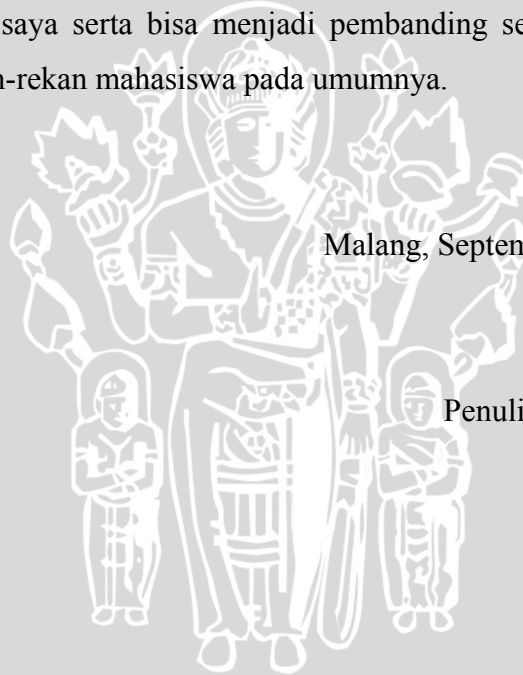 saya serta bisa menjadi pembanding se
n-rekan mahasiswa pada umumnya.
Malang, Septem
Penuli